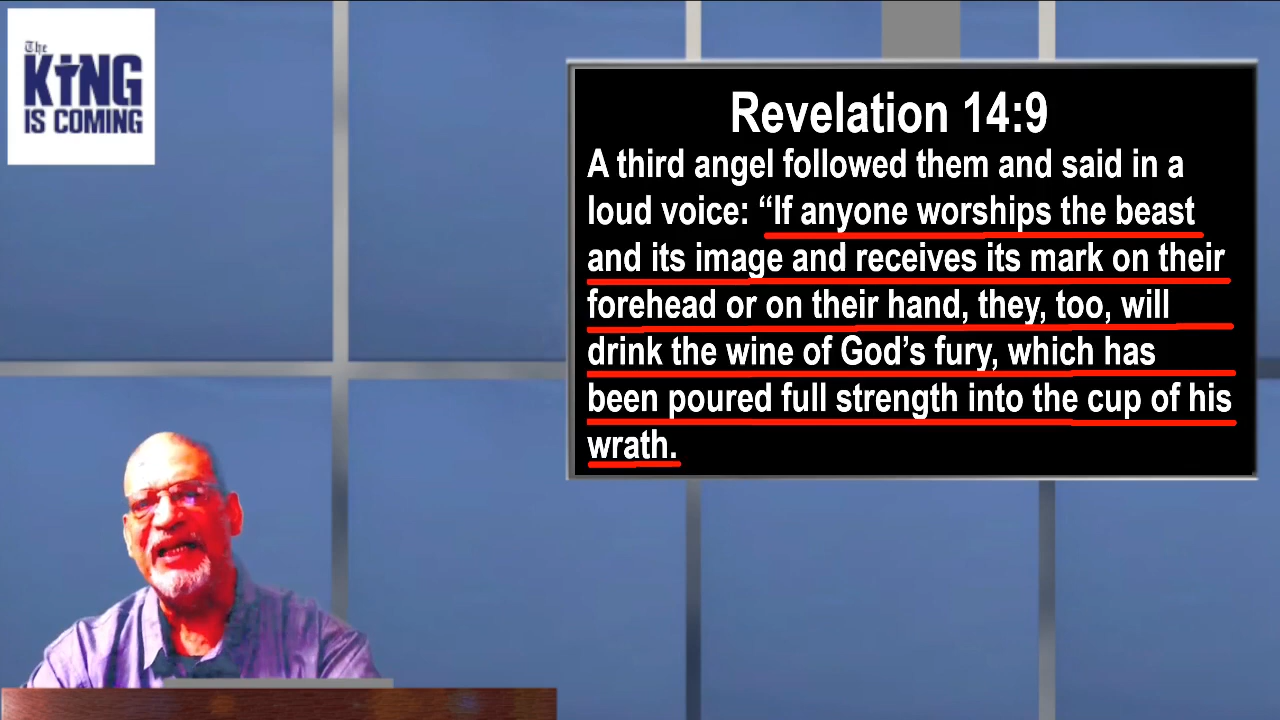 The
KING
IS COMING
Revelation 14:9
A third angel followed them and said in a
loud voice: “If anyone worships the beast
and its image and receives its mark on their
forehead or on their hand, they, too, will
drink the wine of God’s fury, which has
been poured full strength into the cup of his
wrath.